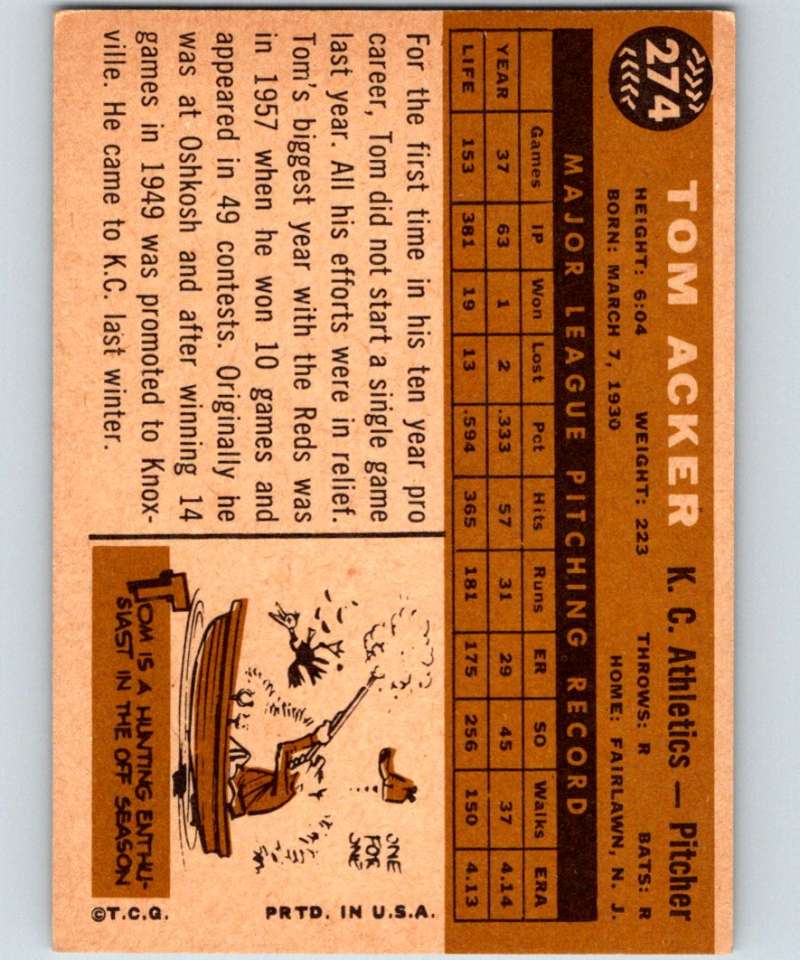 274
TOM ACKER K. C. Athletics — Pitcher
HEIGHT: 6:04 WEIGHT: 223 THROWS: R BATS: R
BORN: MARCH 7, 1930 HOME: FAIRLAWN, N. J.
MAJOR LEAGUE PITCHING RECORD
Games IP Won Lost Pct Hits Runs ER SO Walks ERA
YEAR 37 63 1 2 .333 57 31 29 45 37 4.14
LIFE 153 381 19 13 .594 365 181 175 256 150 4.13
For the first time in his ten year pro
career, Tom did not start a single game
last year. All his efforts were in relief.
Tom's biggest year with the Reds was
in 1957 when he won 10 games and
appeared in 49 contests. Originally he
was at Oshkosh and after winning 14
games in 1949 was promoted to Knox-
ville. He came to K.C. last winter.
ONE
FOR
ONE
TOM IS A HUNTING ENTHU-
SIAST IN THE OFF SEASON
©T.C.G. PRTD. IN U.S.A.